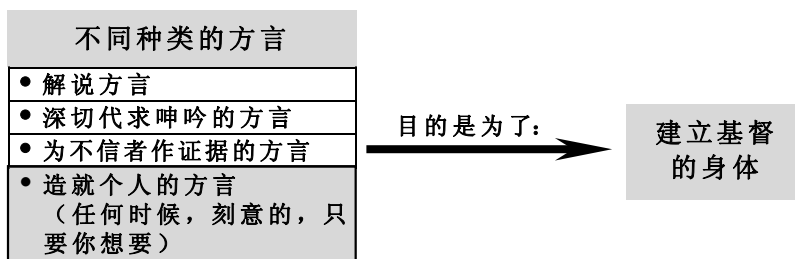 不同种类的方言
• 解说方言
• 深切代求呻吟的方言
• 为不信者作证据的方言
• 造就个人的方言
（任何时候，刻意的，只
要你想要）
目的是为了：
建立基督
的身体